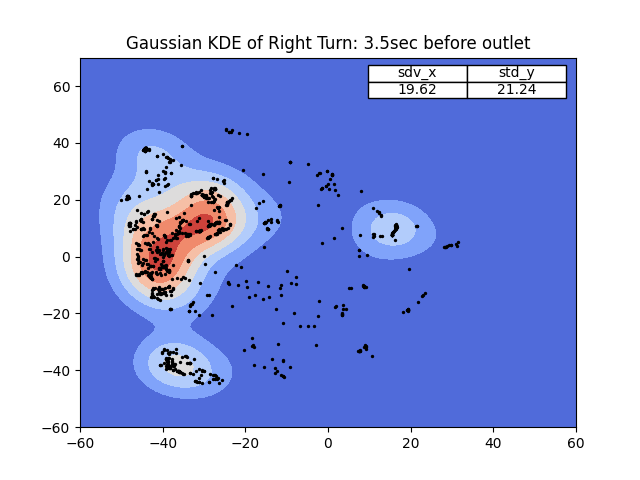 Gaussian KDE of Right Turn: 3.5sec before outlet
sdv_x std_y
19.62 21.24
60
40
20
0
−20
−40
−60
−60 −40 −20 0 20 40 60